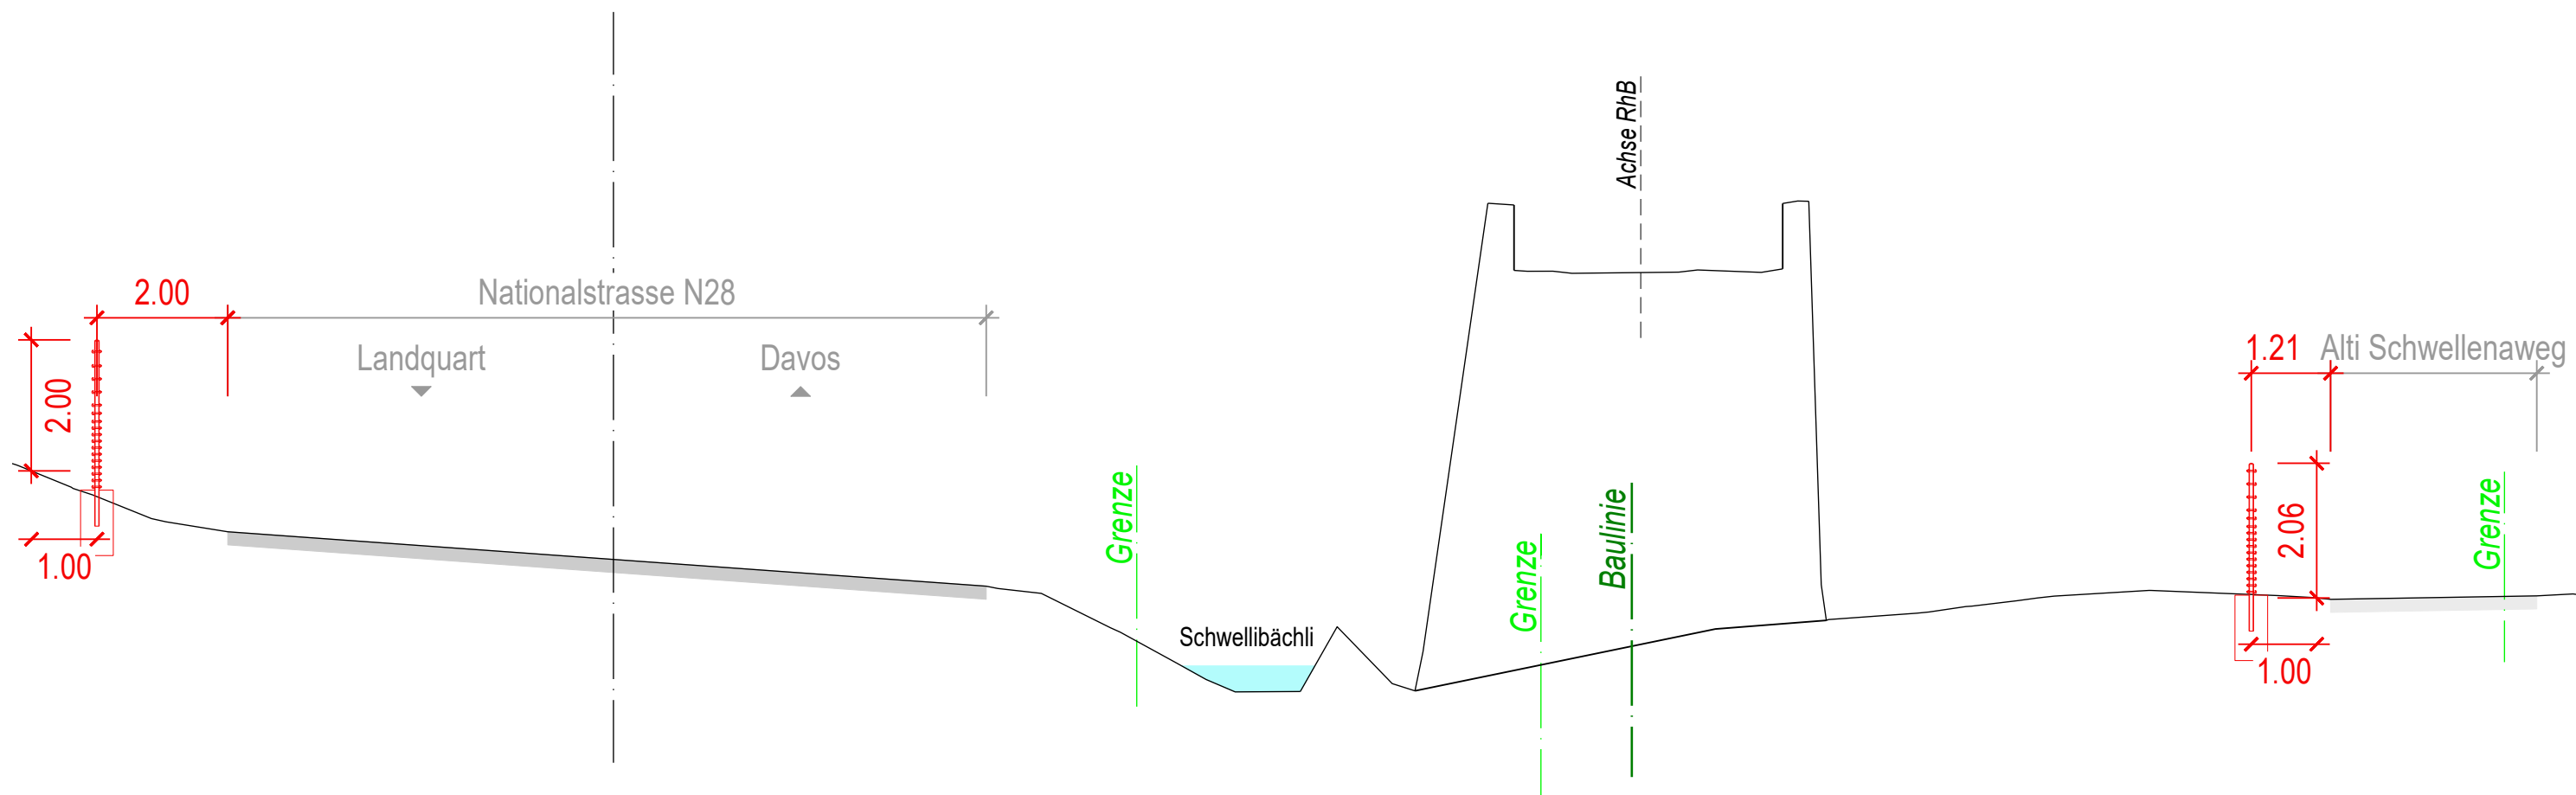 Achse RhB
2.00
Nationalstrasse N28
Landquart
Davos
2.00
1.00
Grenze
Schwellibächli
Grenze
Baulinie
1.21
Alti Schwellenaweg
2.06
Grenze
1.00